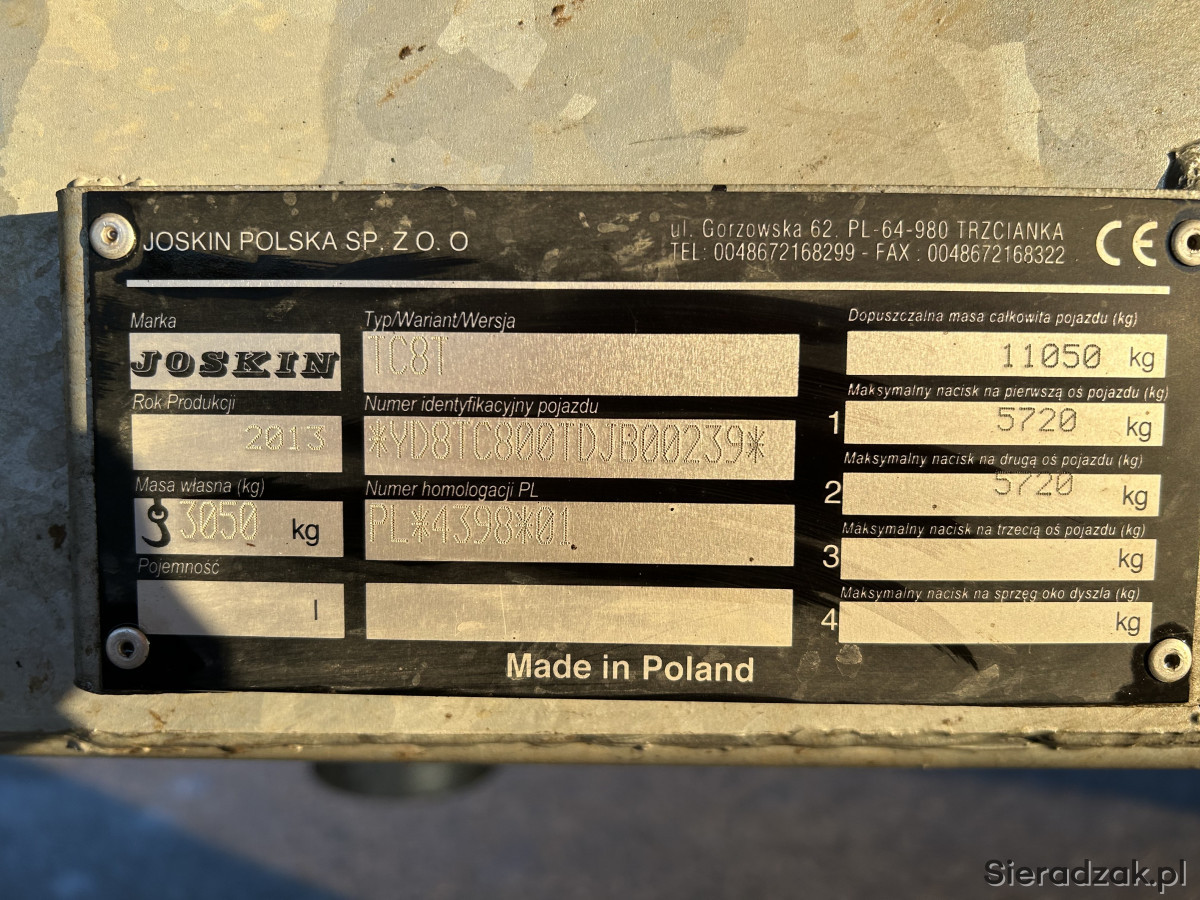 JOSKIN POLSKA SP. Z O. O
ul. Gorzowska 62. PL-64-980 TRZCIANKA
TEL: 0048672168299 - FAX : 0048672168322
CE
Marka
JOSKIN
Rok Produkcji
2013
Masa własna (kg)
3050 kg
Pojemność
l
Typ/Wariant/Wersja
TC8T
Numer identyfikacyjny pojazdu
*YD8TC800TDJB00239*
Numer homologacji PL
PL*4398*01
Dopuszczalna masa całkowita pojazdu (kg)
11050 kg
Maksymalny nacisk na pierwszą oś pojazdu (kg)
1 5720 kg
Maksymalny nacisk na drugą oś pojazdu (kg)
2 5720 kg
Maksymalny nacisk na trzecią oś pojazdu (kg)
3 kg
Maksymalny nacisk na sprzęg oko dyszla (kg)
4 kg
Made in Poland
Sieradzak.pl